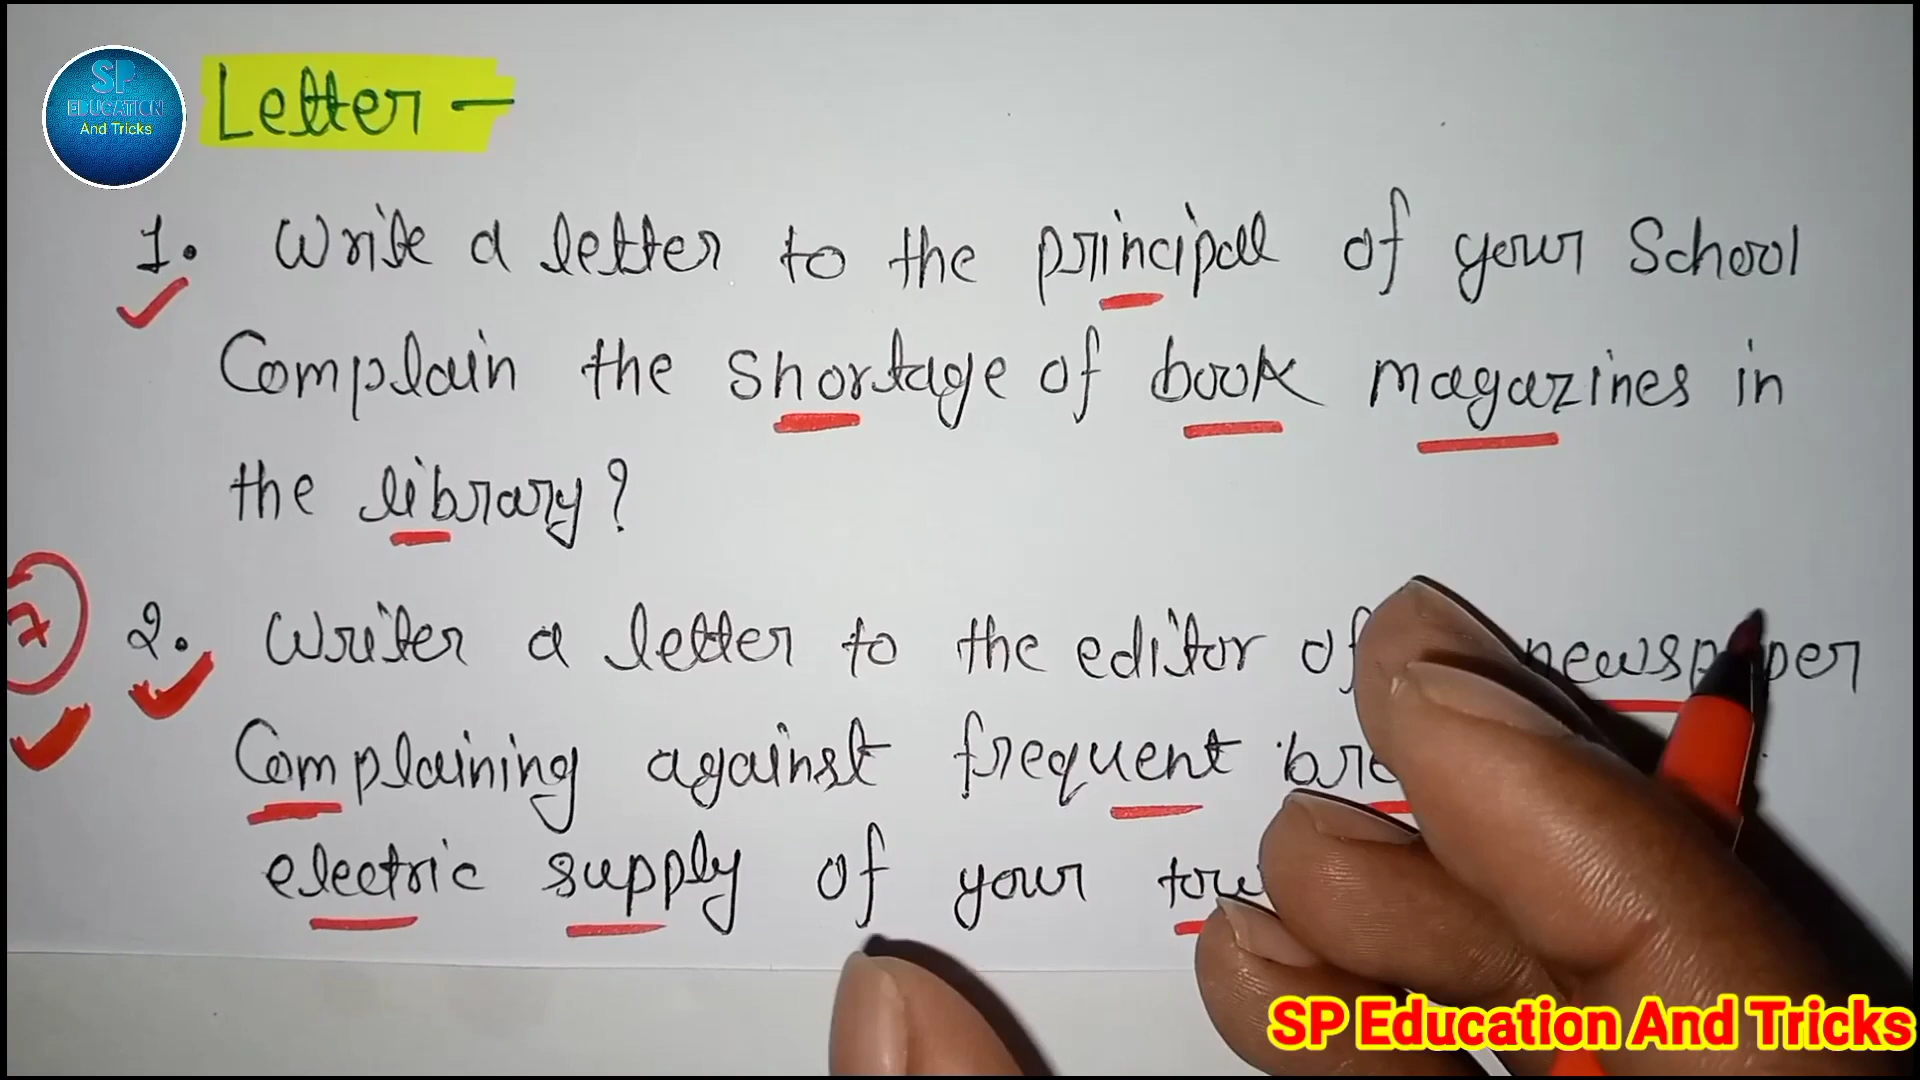 SP
EDUCATION
And Tricks
Letter -
1. Write a letter to the principal of your School
Complain the shortage of book magazines in
the library?
7
2. Writer a letter to the editor of newspaper
Complaining against frequent
electric supply of your
SP Education And Tricks